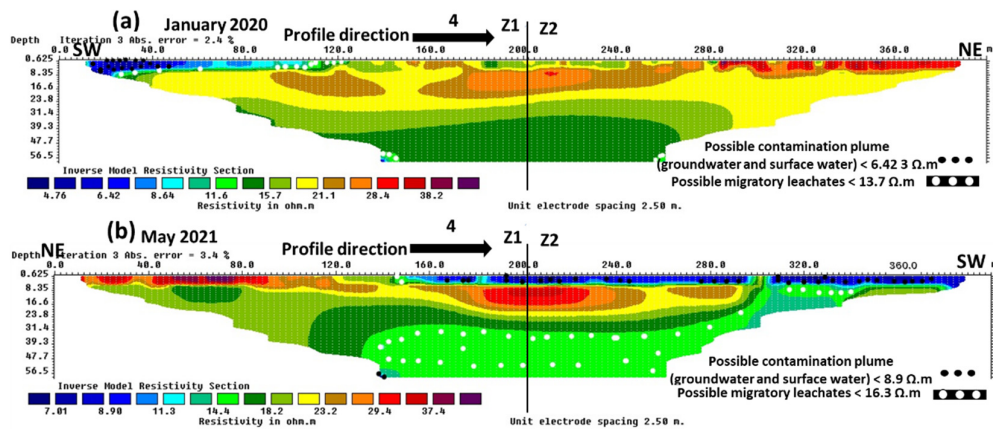 (a) January 2020
Profile direction 4 Z1 Z2
Depth Iteration 3 Abs. error = 2.4 %
SW NE
0.0 40.0 80.0 120.0 160.0 200.0 240.0 280.0 320.0 360.0 m
0.625
8.35
16.6
23.8
31.4
39.3
47.7
56.5
Possible contamination plume
(groundwater and surface water) < 6.42 3 Ω.m
Possible migratory leachates < 13.7 Ω.m
Inverse Model Resistivity Section
4.76 6.42 8.64 11.6 15.7 21.1 28.4 38.2
Resistivity in ohm.m
Unit electrode spacing 2.50 m.
(b) May 2021
Profile direction 4 Z1 Z2
NE SW
Depth Iteration 3 Abs. error = 3.4 %
40.0 80.0 120.0 160.0 200.0 240.0 280.0 320.0 360.0
0.625
8.35
16.6
23.8
31.4
39.3
47.7
56.5
Possible contamination plume
(groundwater and surface water) < 8.9 Ω.m
Possible migratory leachates < 16.3 Ω.m
Inverse Model Resistivity Section
7.01 8.90 11.3 14.4 18.2 23.2 29.4 37.4
Resistivity in ohm.m
Unit electrode spacing 2.50 m.